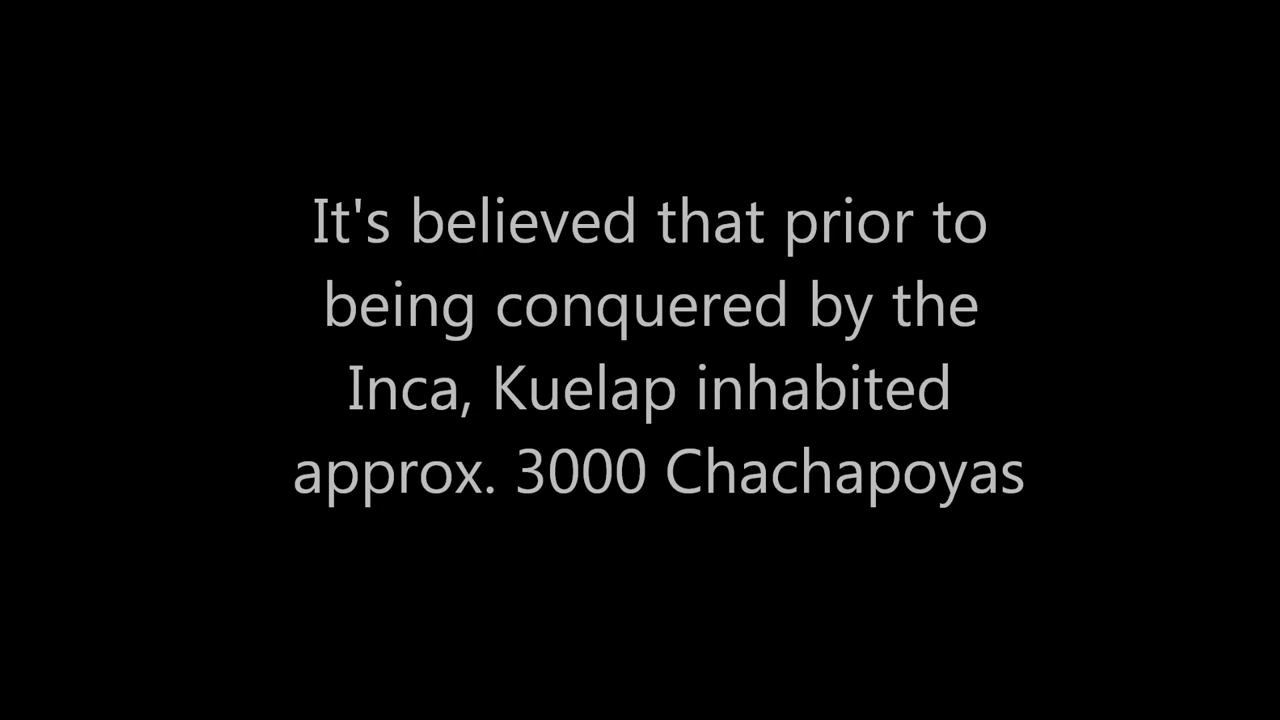 It's believed that prior to
being conquered by the
Inca, Kuelap inhabited
approx. 3000 Chachapoyas